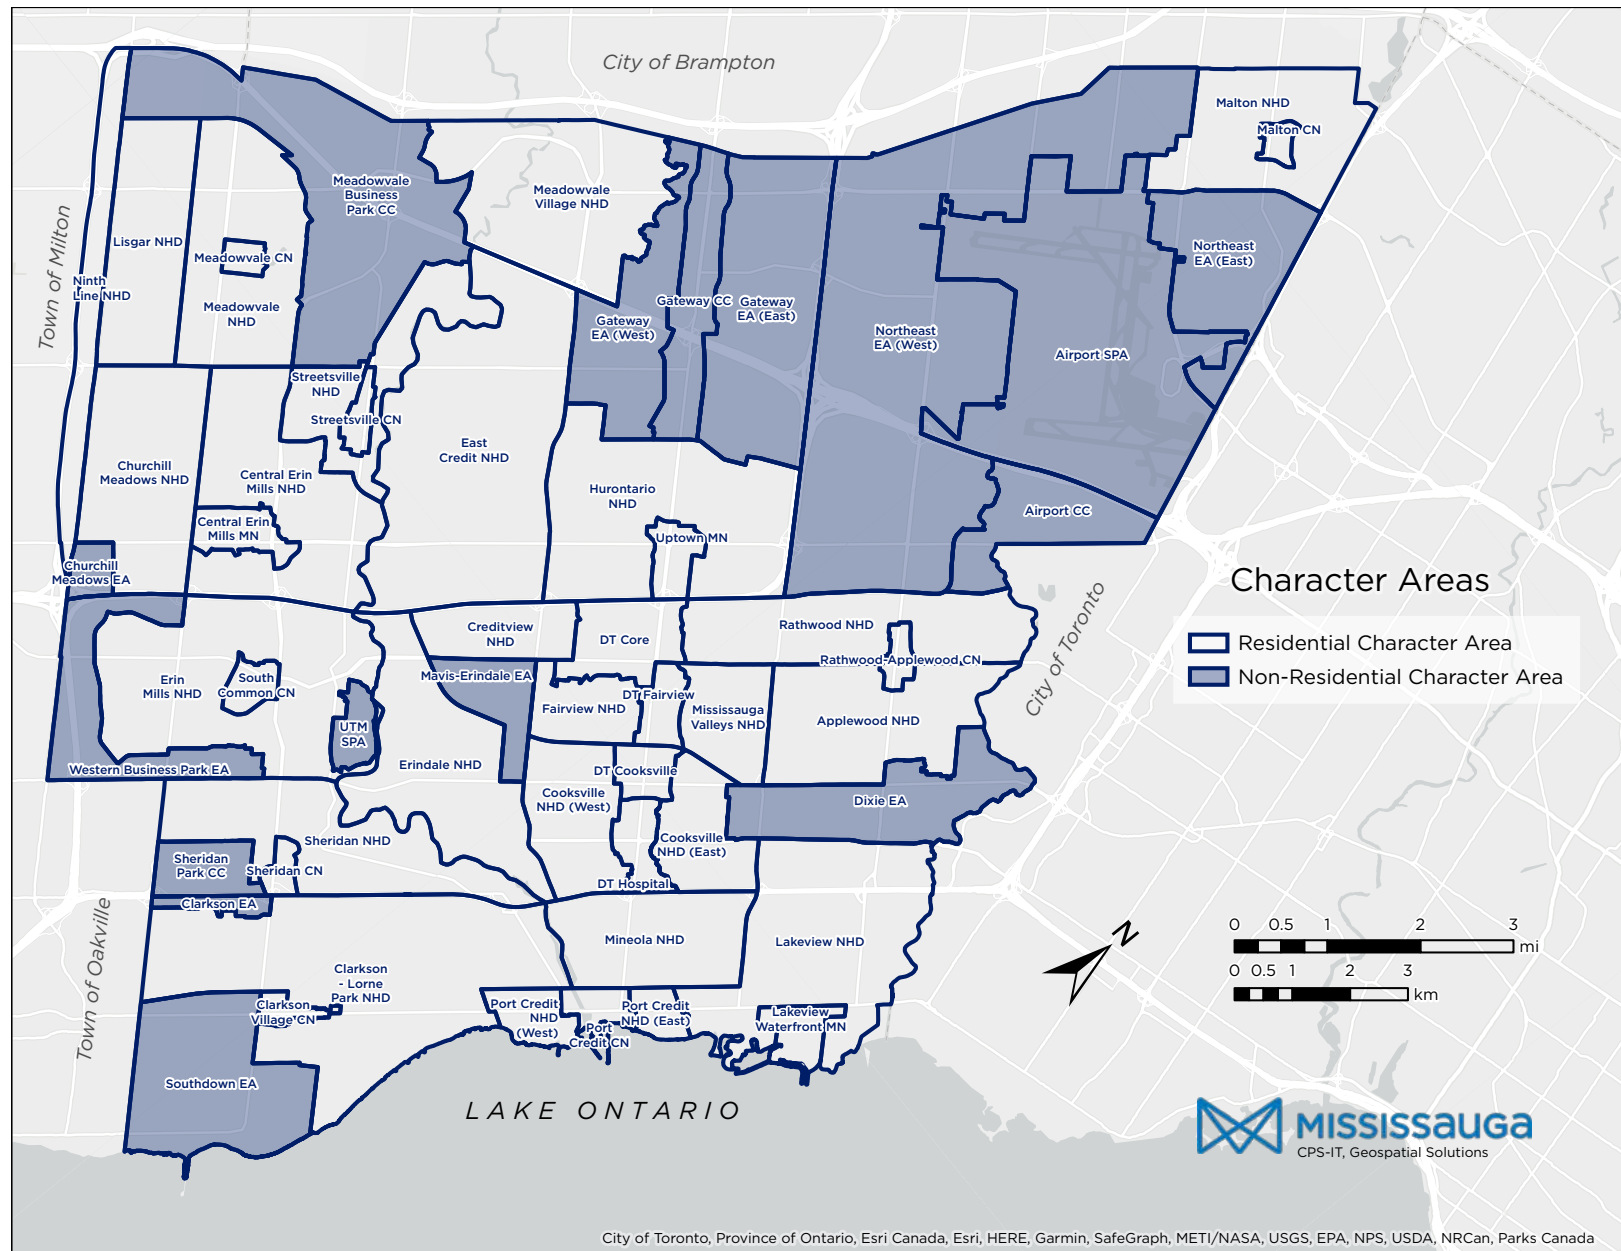 City of Brampton
Malton NHD
Malton CN
Meadowvale
Business
Park CC
Meadowvale
Village NHD
Town of Milton
Lisgar NHD
Meadowvale CN
Ninth
Line NHD
Meadowvale
NHD
Northeast
EA (East)
Gateway CC
Gateway
EA (East)
Gateway
EA (West)
Northeast
EA (West)
Airport SPA
Streetsville
NHD
Streetsville CN
East
Credit NHD
Churchill
Meadows NHD
Central Erin
Mills NHD
Hurontario
NHD
Airport CC
Central Erin
Mills MN
Uptown MN
Churchill
Meadows EA
Character Areas
Residential Character Area
Non-Residential Character Area
City of Toronto
Creditview
NHD
DT Core
Rathwood NHD
Rathwood-Applewood CN
Mavis-Erindale EA
Erin
Mills NHD
South
Common CN
DT Fairview
Fairview NHD
Mississauga
Valleys NHD
Applewood NHD
UTM
SPA
Western Business Park EA
Erindale NHD
DT Cooksville
Cooksville
NHD (West)
Dixie EA
Sheridan NHD
Cooksville
NHD (East)
Sheridan
Park CC
Sheridan CN
DT Hospital
Clarkson EA
Town of Oakville
Mineola NHD
Lakeview NHD
N
0 0.5 1 2 3
mi
0 0.5 1 2 3
km
Clarkson
- Lorne
Park NHD
Clarkson
Village CN
Port Credit
NHD
(West)
Port Credit
NHD (East)
Port
Credit CN
Lakeview
Waterfront MN
Southdown EA
LAKE ONTARIO
MISSISSAUGA
CPS-IT, Geospatial Solutions
City of Toronto, Province of Ontario, Esri Canada, Esri, HERE, Garmin, SafeGraph, METI/NASA, USGS, EPA, NPS, USDA, NRCan, Parks Canada